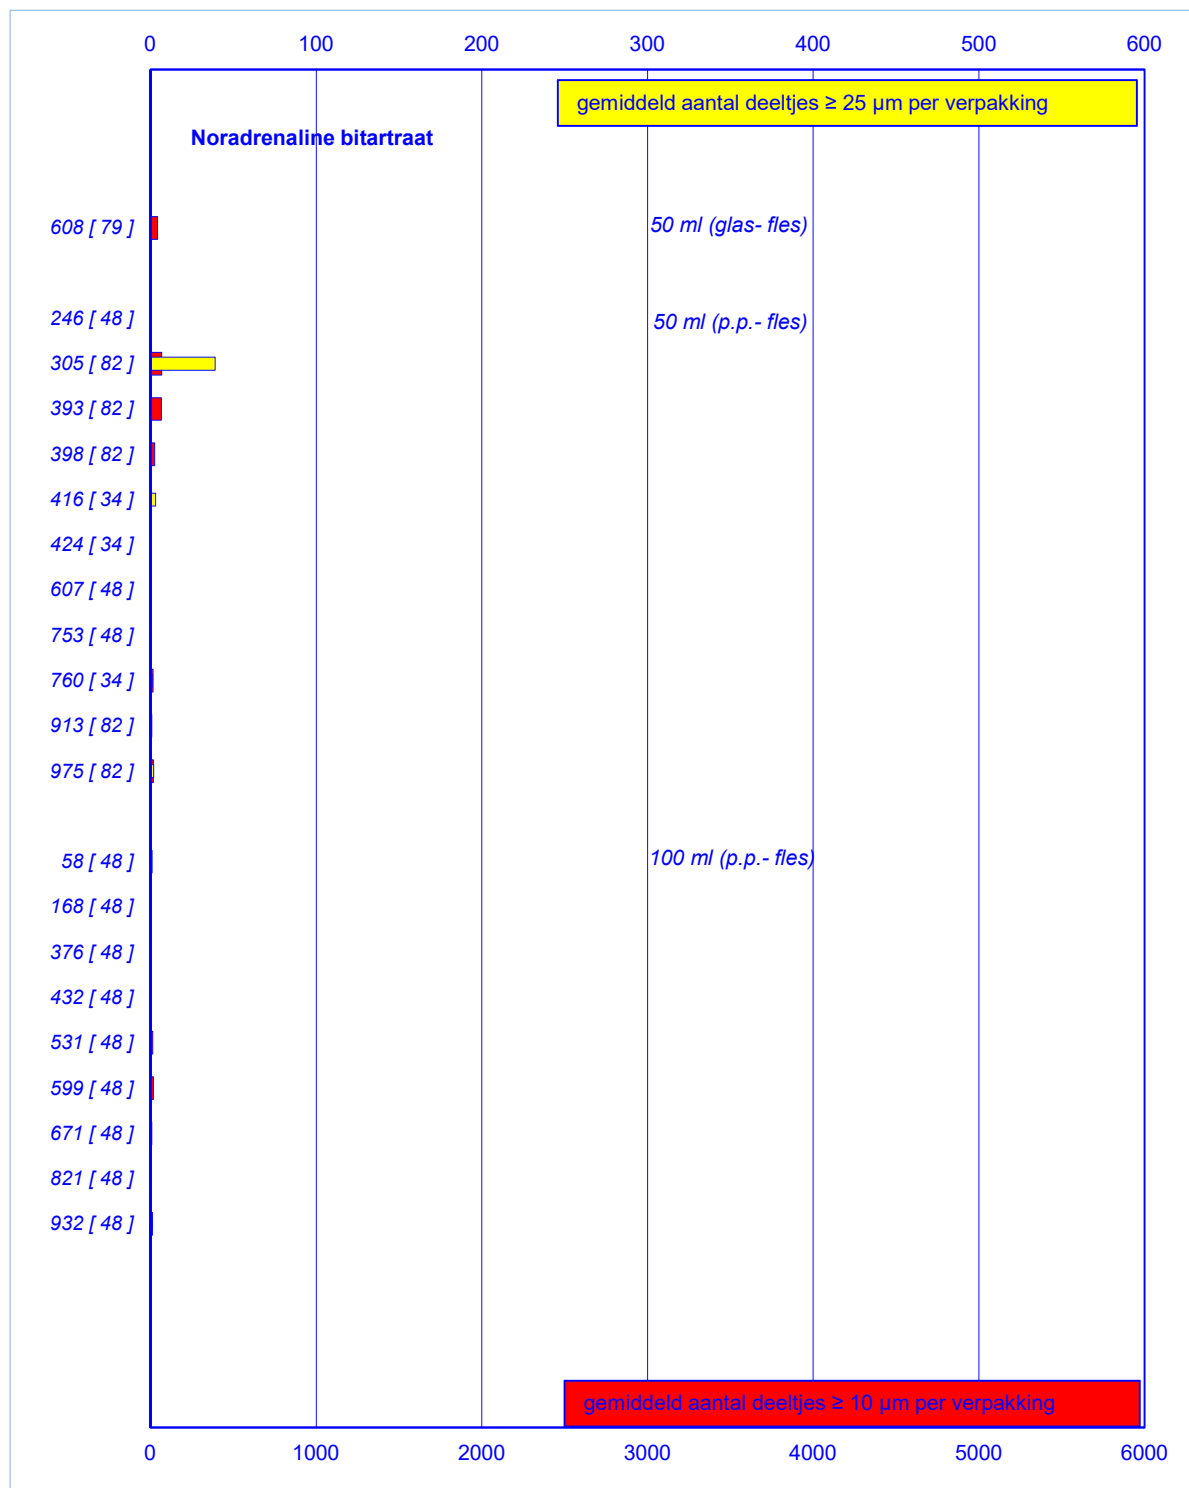 0 100 200 300 400 500 600
gemiddeld aantal deeltjes ≥ 25 µm per verpakking
Noradrenaline bitartraat
608 [ 79 ] 50 ml (glas- fles)
246 [ 48 ] 50 ml (p.p.- fles)
305 [ 82 ]
393 [ 82 ]
398 [ 82 ]
416 [ 34 ]
424 [ 34 ]
607 [ 48 ]
753 [ 48 ]
760 [ 34 ]
913 [ 82 ]
975 [ 82 ]
58 [ 48 ] 100 ml (p.p.- fles)
168 [ 48 ]
376 [ 48 ]
432 [ 48 ]
531 [ 48 ]
599 [ 48 ]
671 [ 48 ]
821 [ 48 ]
932 [ 48 ]
gemiddeld aantal deeltjes ≥ 10 µm per verpakking
0 1000 2000 3000 4000 5000 6000